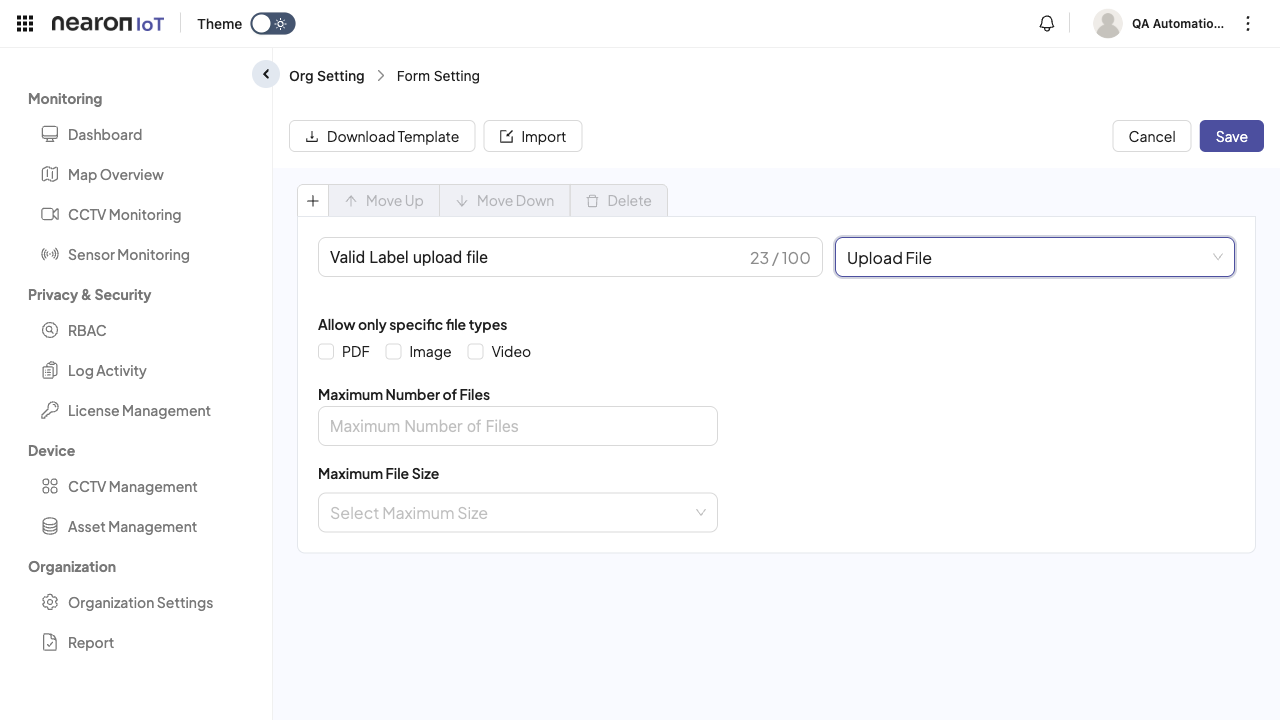 nearon IoT
Theme
QA Automatio...
Org Setting
Form Setting
Monitoring
Dashboard
Map Overview
CCTV Monitoring
Sensor Monitoring
Privacy & Security
RBAC
Log Activity
License Management
Device
CCTV Management
Asset Management
Organization
Organization Settings
Report
Download Template
Import
Cancel
Save
Move Up
Move Down
Delete
Valid Label upload file
23 / 100
Upload File
Allow only specific file types
PDF
Image
Video
Maximum Number of Files
Maximum Number of Files
Maximum File Size
Select Maximum Size